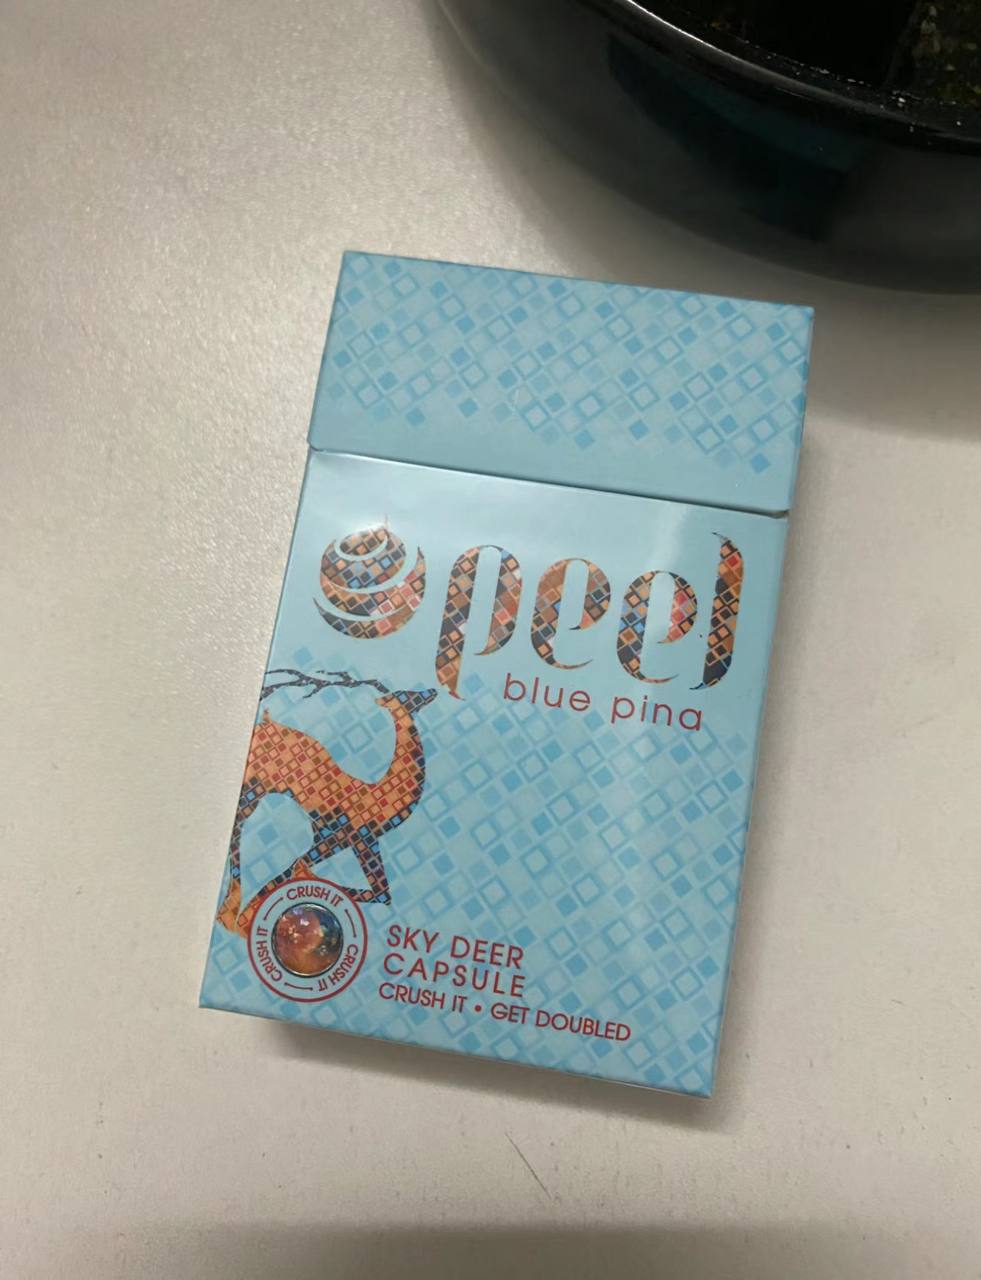 peel
blue pina
CRUSH IT
CRUSH IT
CRUSH IT
SKY DEER
CAPSULE
CRUSH IT • GET DOUBLED